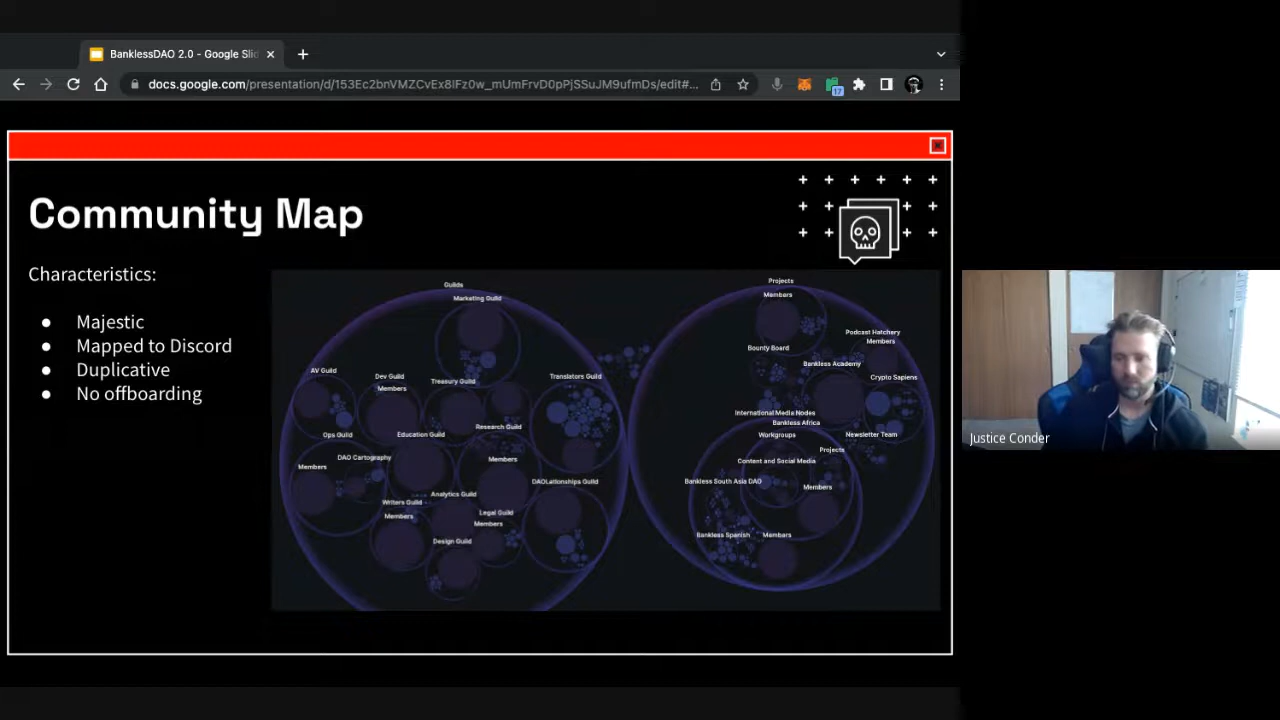 BanklessDAO 2.0 - Google Slid
docs.google.com/presentation/d/153Ec2bnVMZCvEx8IFz0w_mUmFrvD0pPjSSuJM9ufmDs/edit#...
17
Community Map
Characteristics:
Majestic
Mapped to Discord
Duplicative
No offboarding
Guilds
Marketing Guild
AV Guild
Dev Guild
Members
Treasury Guild
Translators Guild
Research Guild
Ops Guild
Education Guild
Members
DAO Cartography
Members
Writers Guild
Analytics Guild
DAOLationships Guild
Members
Legal Guild
Members
Design Guild
Projects
Members
Podcast Hatchery
Members
Bounty Board
Bankless Academy
Crypto Sapiens
International Media Nodes
Bankless Africa
Workgroups
Newsletter Team
Projects
Content and Social Media
Bankless South Asia DAO
Members
Bankless Spanish
Members
Justice Conder